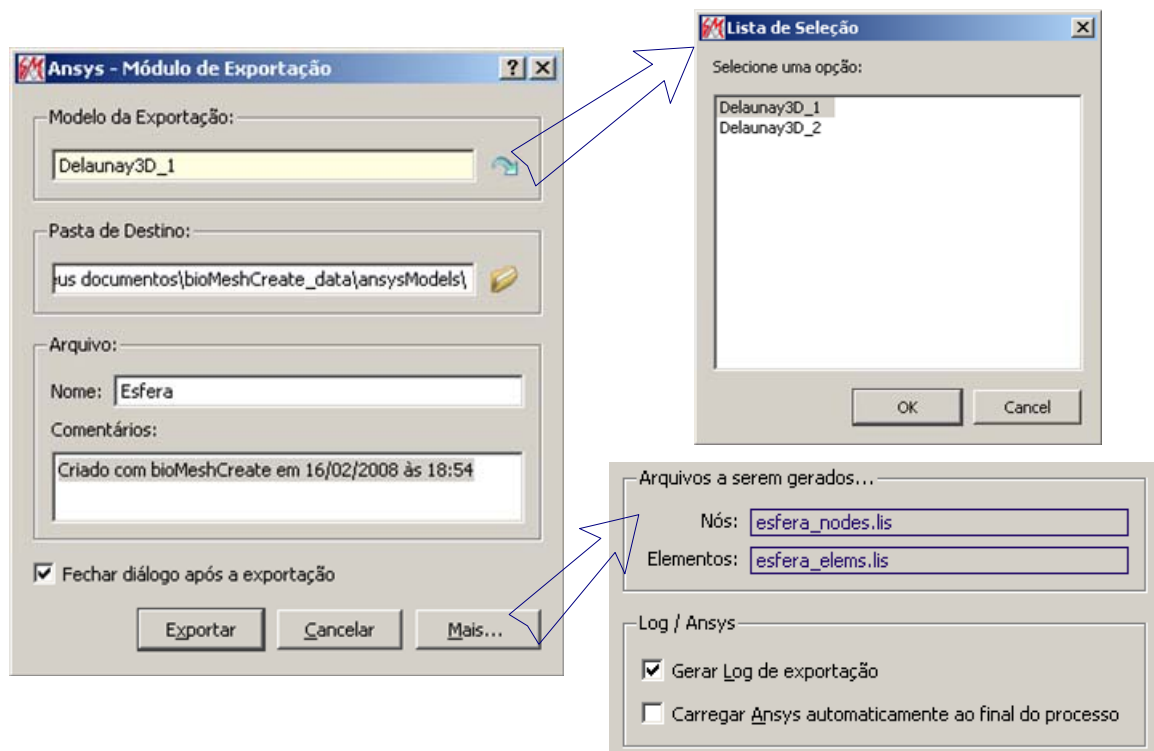 Ansys - Módulo de Exportação
Modelo da Exportação:
Delaunay3D_1
Pasta de Destino:
eus documentos\bioMeshCreate_data\ansysModels\
Arquivo:
Nome: Esfera
Comentários:
Criado com bioMeshCreate em 16/02/2008 às 18:54
Fechar diálogo após a exportação
Exportar Cancelar Mais...
Lista de Seleção
Selecione uma opção:
Delaunay3D_1
Delaunay3D_2
OK Cancel
Arquivos a serem gerados...
Nós: esfera_nodes.lis
Elementos: esfera_elems.lis
Log / Ansys
Gerar Log de exportação
Carregar Ansys automaticamente ao final do processo